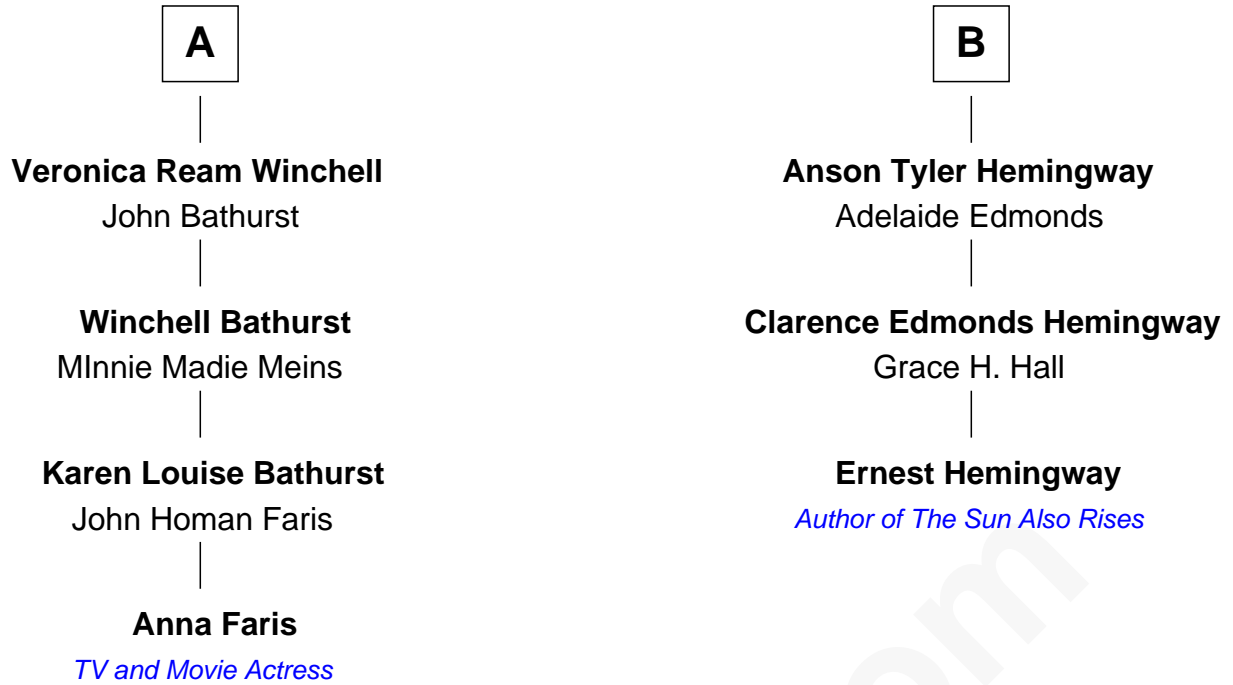 A
B
Veronica Ream Winchell
John Bathurst
Anson Tyler Hemingway
Adelaide Edmonds
Winchell Bathurst
MInnie Madie Meins
Clarence Edmonds Hemingway
Grace H. Hall
Karen Louise Bathurst
John Homan Faris
Ernest Hemingway
Author of The Sun Also Rises
Anna Faris
TV and Movie Actress
om